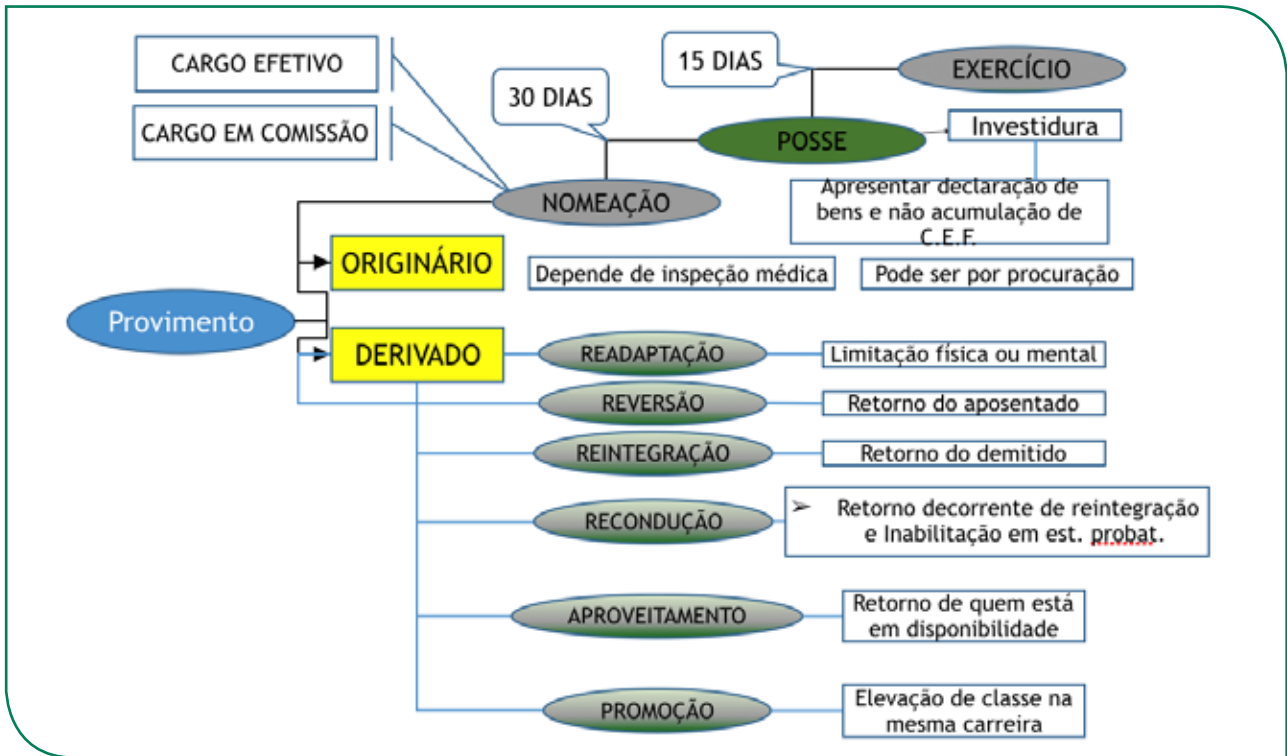 CARGO EFETIVO
CARGO EM COMISSÃO
30 DIAS
15 DIAS
EXERCÍCIO
POSSE
Investidura
NOMEAÇÃO
Apresentar declaração de
bens e não acumulação de
C.E.F.
ORIGINÁRIO
Depende de inspeção médica
Pode ser por procuração
Provimento
DERIVADO
READAPTAÇÃO
Limitação física ou mental
REVERSÃO
Retorno do aposentado
REINTEGRAÇÃO
Retorno do demitido
RECONDUÇÃO
➢ Retorno decorrente de reintegração
e Inabilitação em est. probat.
APROVEITAMENTO
Retorno de quem está
em disponibilidade
PROMOÇÃO
Elevação de classe na
mesma carreira